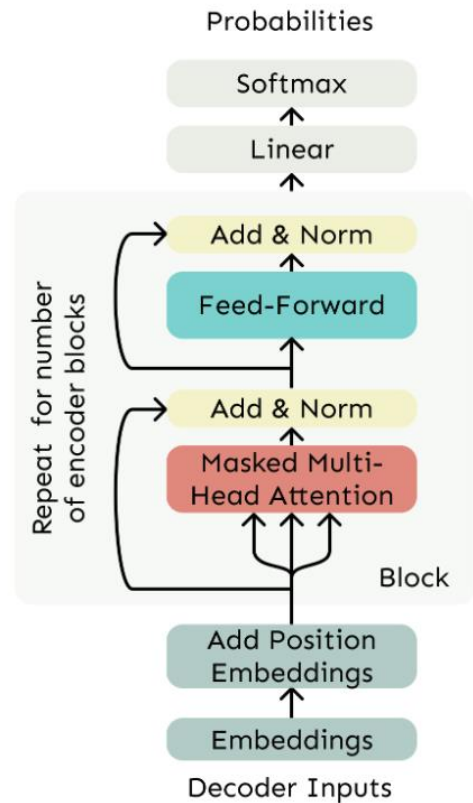 Probabilities
Softmax
Linear
Add & Norm
Feed-Forward
Repeat for number
of encoder blocks
Add & Norm
Masked Multi-
Head Attention
Block
Add Position
Embeddings
Embeddings
Decoder Inputs